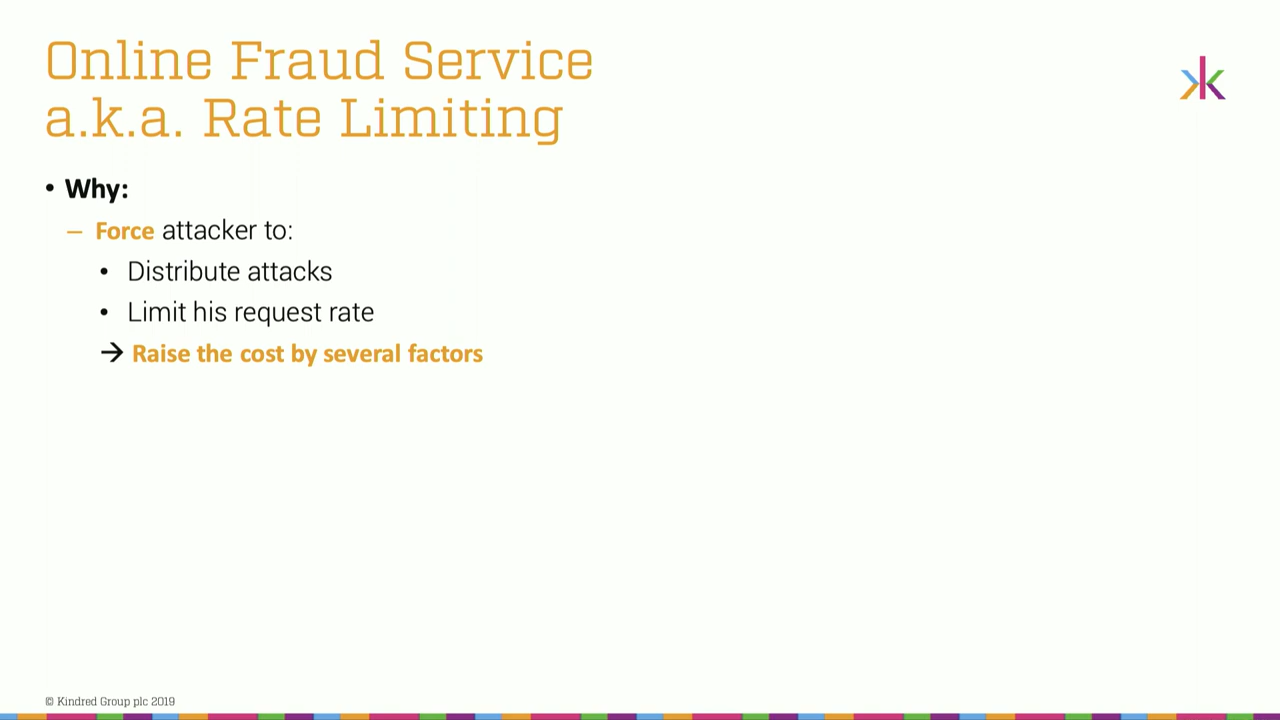 Online Fraud Service
a.k.a. Rate Limiting
• Why:
– Force attacker to:
• Distribute attacks
• Limit his request rate
→ Raise the cost by several factors
© Kindred Group plc 2019